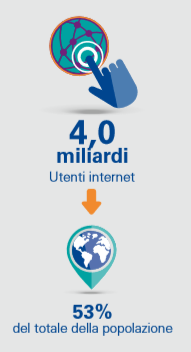 4,0
miliardi
Utenti internet
53%
del totale della popolazione